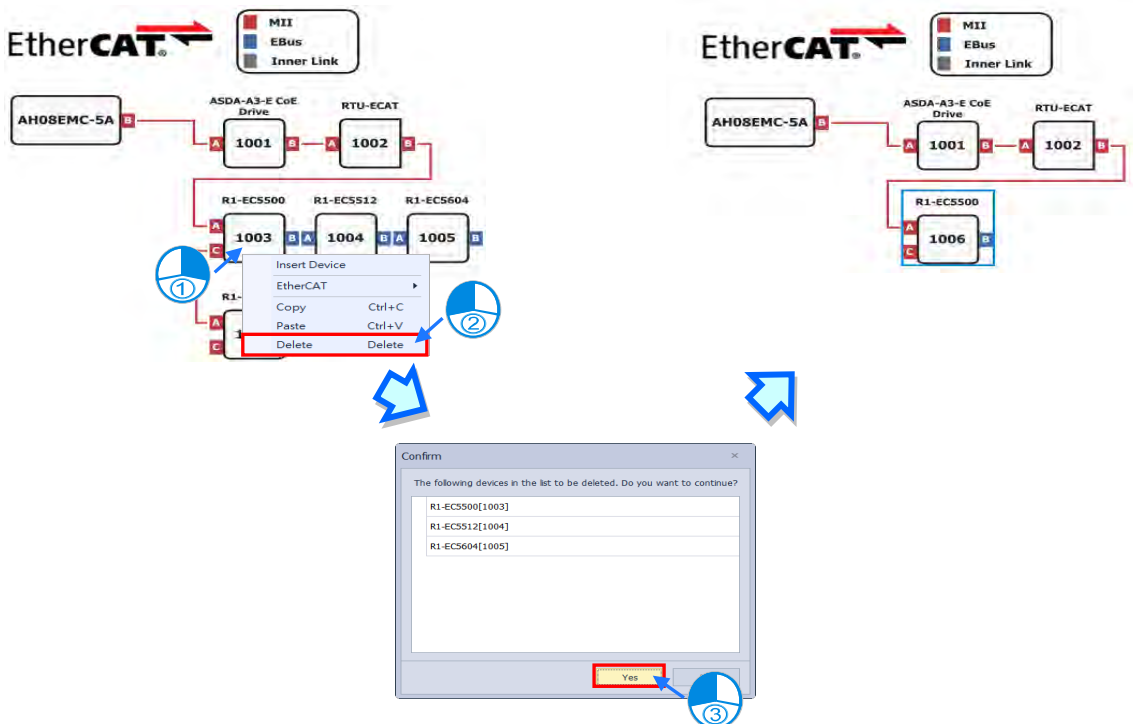 EtherCAT®
MII
EBus
Inner Link
AH08EMC-5A
B
ASDA-A3-E CoE
Drive
A
1001
B
RTU-ECAT
A
1002
B
R1-EC5500
A
C
1003
B
R1-EC5512
A
1004
B
R1-EC5604
A
1005
B
Insert Device
EtherCAT
Copy Ctrl+C
Paste Ctrl+V
Delete Delete
①
②
R1-
A
C
1
EtherCAT®
MII
EBus
Inner Link
AH08EMC-5A
B
ASDA-A3-E CoE
Drive
A
1001
B
RTU-ECAT
A
1002
B
R1-EC5500
A
C
1006
B
Confirm ×
The following devices in the list to be deleted. Do you want to continue?
R1-EC5500[1003]
R1-EC5512[1004]
R1-EC5604[1005]
Yes
③